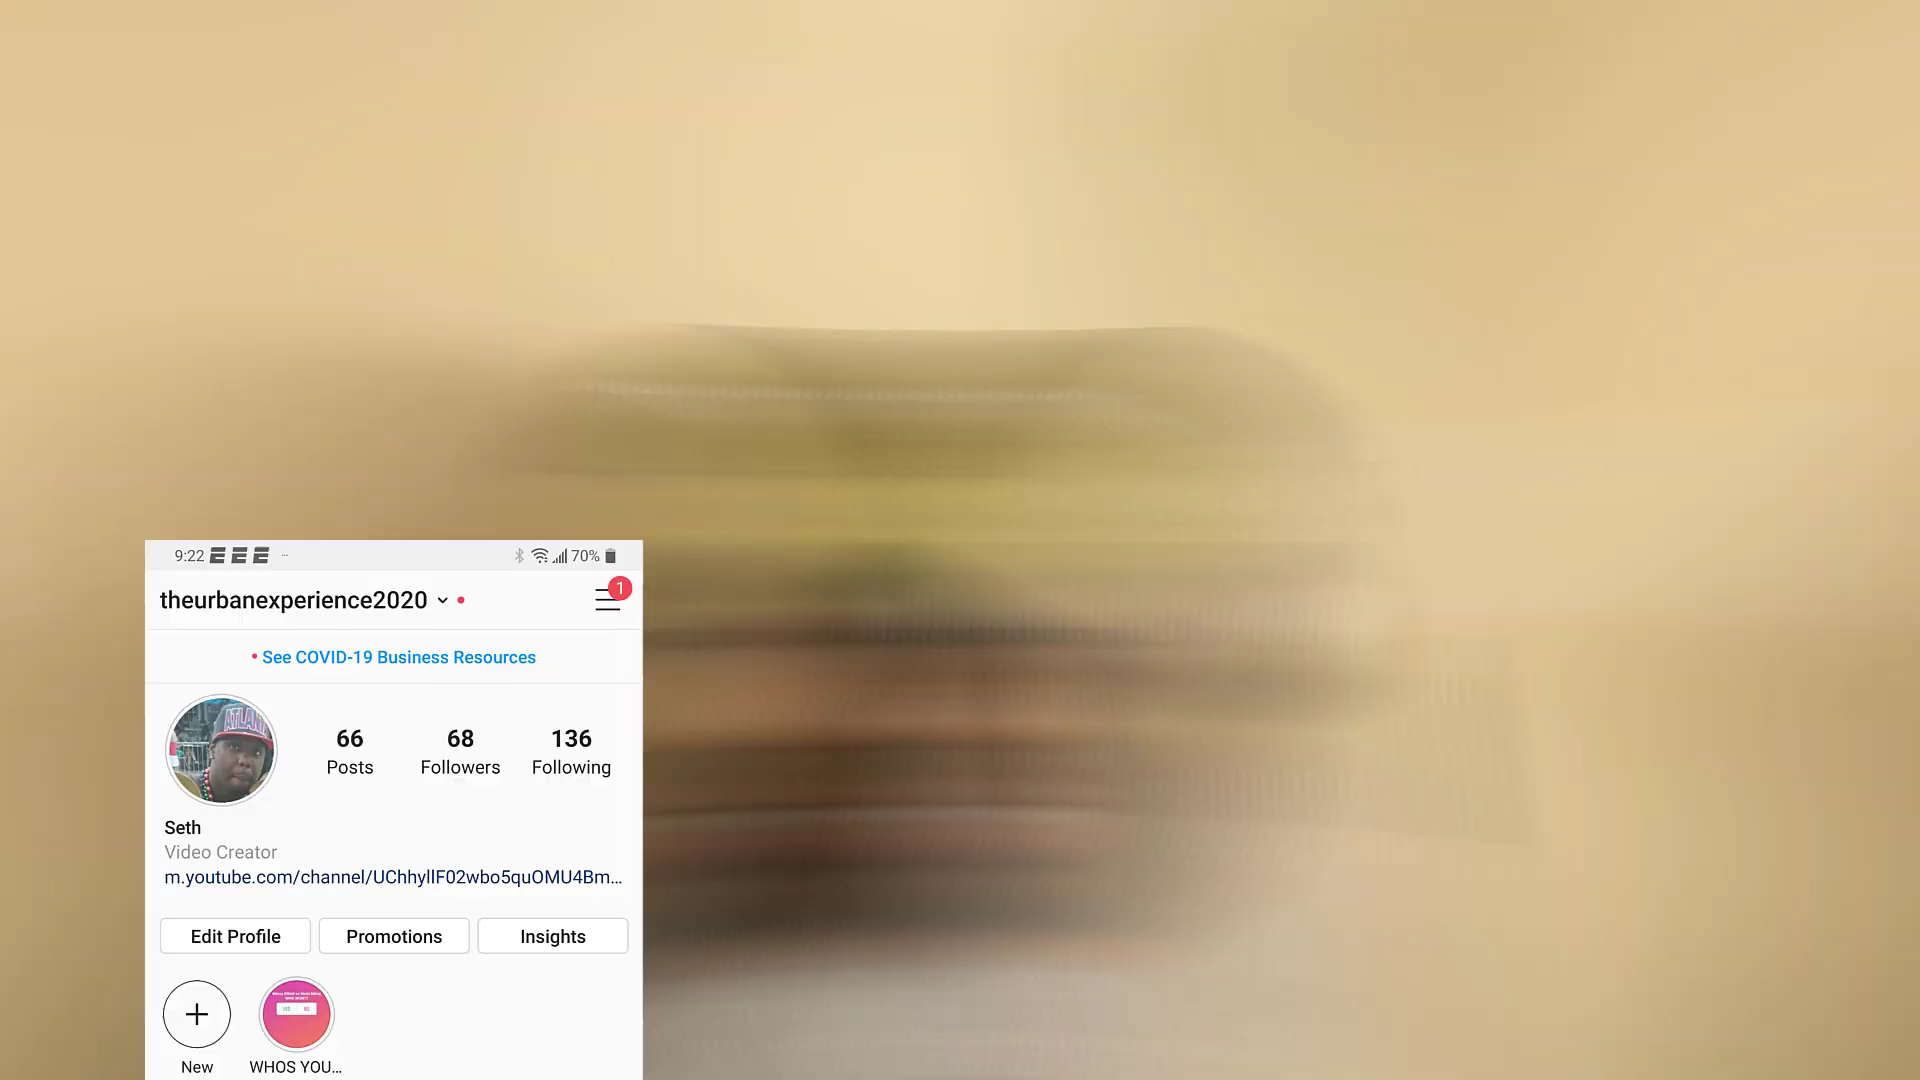 9:22
70%
theurbanexperience2020
1
See COVID-19 Business Resources
66
68
136
Posts
Followers
Following
Seth
Video Creator
m.youtube.com/channel/UChhyllF02wbo5quOMU4Bm...
Edit Profile
Promotions
Insights
New
WHOS YOU...